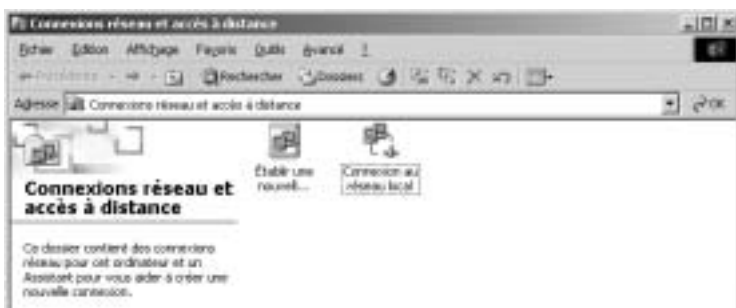 Connexions réseau et accès à distance
Fichier Edition Affichage Favoris Outils Avancé ?
Précédente Rechercher Dossiers
Adresse Connexions réseau et accès à distance OK
Établir une nouvell...
Connexion au réseau local
Connexions réseau et
accès à distance
Ce dossier contient des connexions
réseau pour cet ordinateur et un
Assistant pour vous aider à créer une
nouvelle connexion.